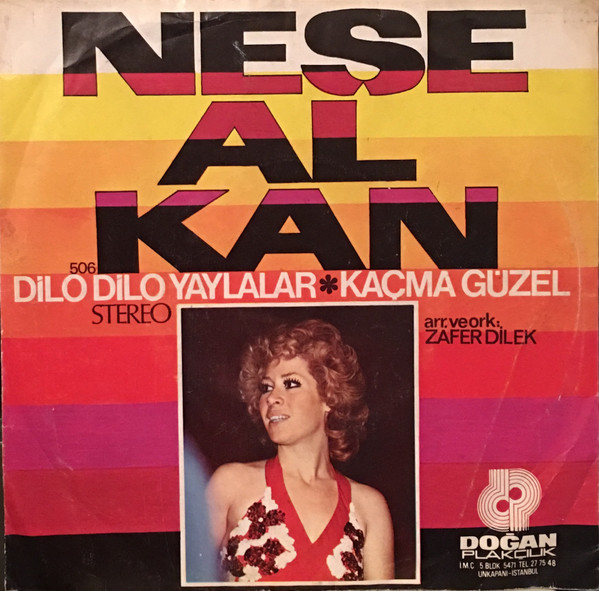 NEŞE
AL
KAN
506
DİLO DİLO YAYLALAR * KAÇMA GÜZEL
STEREO
arr.ve ork:,
ZAFER DİLEK
dp
DOĞAN
PLAKÇILIK
İ.M.Ç 5 BLOK 5471 TEL 27 75 48
UNKAPANI-İSTANBUL